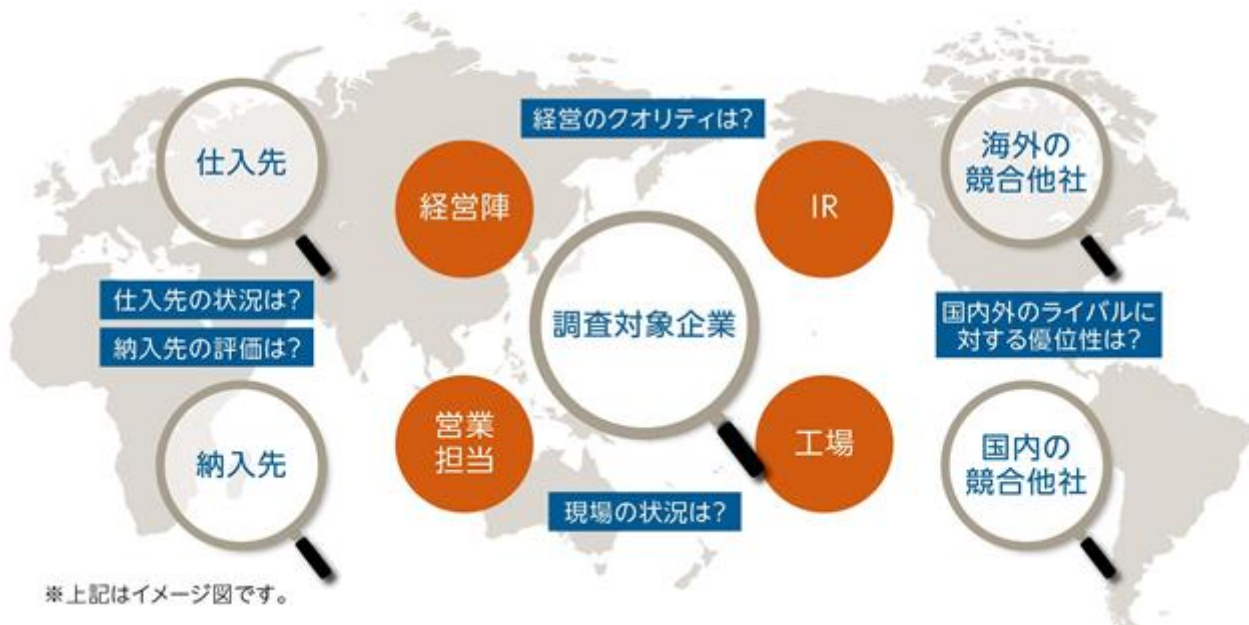 経営のクオリティは?
仕入先
経営陣
IR
海外の
競合他社
仕入先の状況は?
納入先の評価は?
調査対象企業
国内外のライバルに
対する優位性は?
納入先
営業
担当
工場
国内の
競合他社
現場の状況は?
※上記はイメージ図です。